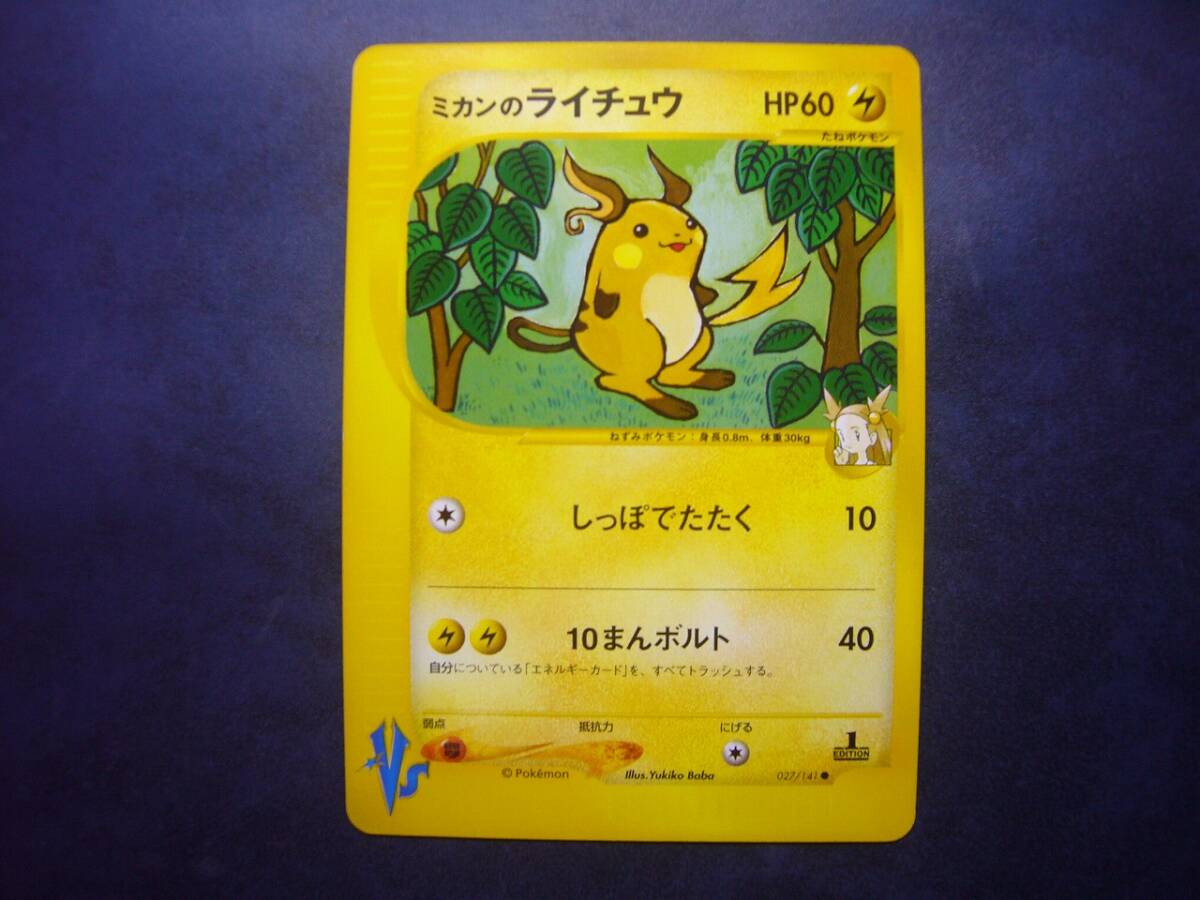 ミカンのライチュウ HP60
たねポケモン
ねずみポケモン：身長0.8m、体重30kg
しっぽでたたく 10
10まんボルト 40
自分についている「エネルギーカード」を、すべてトラッシュする。
弱点 抵抗力 にげる
1
EDITION
VS
©Pokémon Illus.Yukiko Baba 027/141